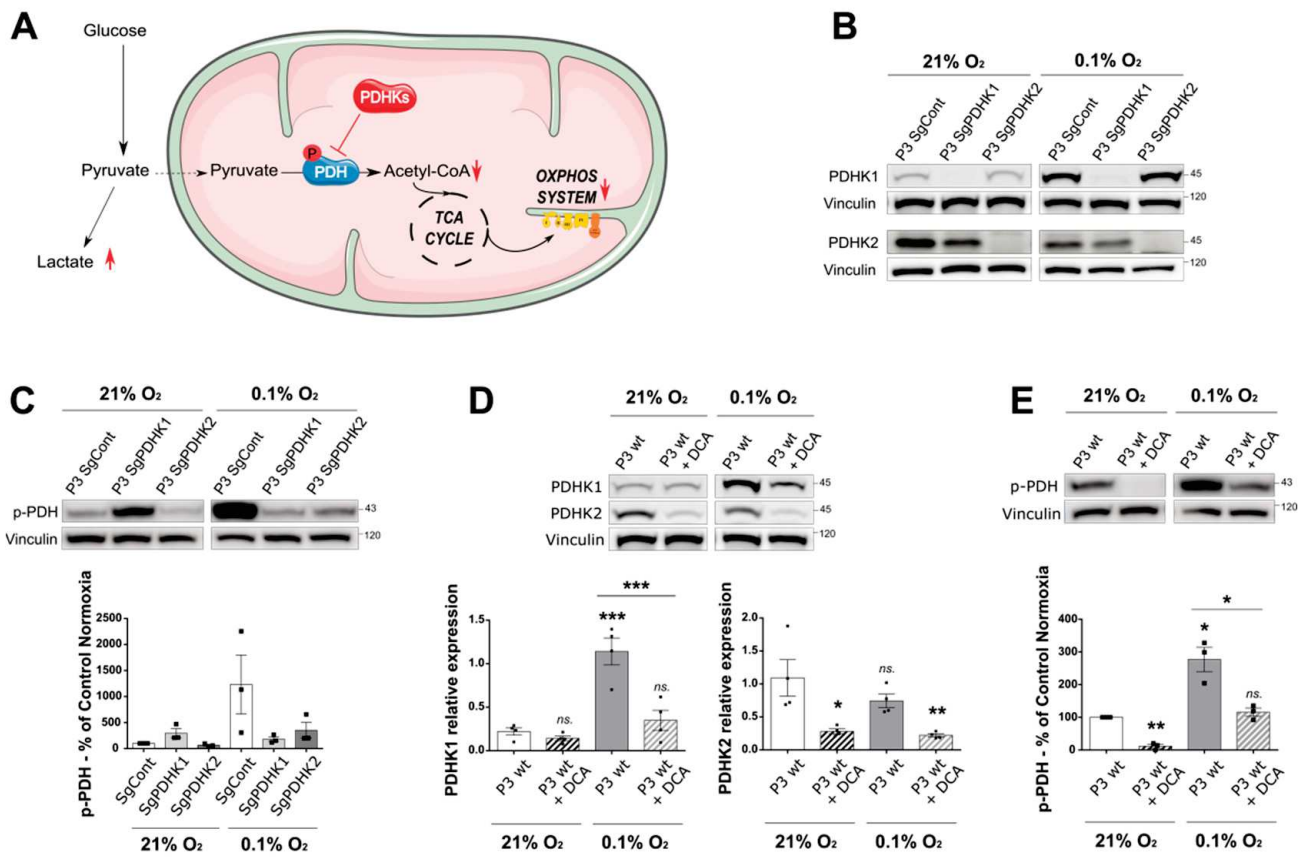 A
Glucose
Pyruvate
Lactate
Pyruvate
PDHKs
P
PDH
Acetyl-CoA
TCA
CYCLE
OXPHOS
SYSTEM
B
21% O₂
0.1% O₂
P3 SgCont
P3 SgPDHK1
P3 SgPDHK2
P3 SgCont
P3 SgPDHK1
P3 SgPDHK2
PDHK1
45
Vinculin
120
PDHK2
45
Vinculin
120
C
21% O₂
0.1% O₂
P3 SgCont
P3 SgPDHK1
P3 SgPDHK2
P3 SgCont
P3 SgPDHK1
P3 SgPDHK2
p-PDH
43
Vinculin
120
p-PDH - % of Control Normoxia
2500
2000
1500
1000
500
0
SgCont
SgPDHK1
SgPDHK2
SgCont
SgPDHK1
SgPDHK2
21% O₂
0.1% O₂
D
21% O₂
0.1% O₂
P3 wt
P3 wt
+ DCA
P3 wt
P3 wt
+ DCA
PDHK1
45
PDHK2
45
Vinculin
120
PDHK1 relative expression
1.5
1.0
0.5
0.0
ns.
***
***
ns.
P3 wt
P3 wt
+ DCA
P3 wt
P3 wt
+ DCA
21% O₂
0.1% O₂
PDHK2 relative expression
2.0
1.5
1.0
0.5
0.0
*
ns.
**
P3 wt
P3 wt
+ DCA
P3 wt
P3 wt
+ DCA
21% O₂
0.1% O₂
E
21% O₂
0.1% O₂
P3 wt
P3 wt
+ DCA
P3 wt
P3 wt
+ DCA
p-PDH
43
Vinculin
120
p-PDH - % of Control Normoxia
400
300
200
100
0
**
*
*
ns.
P3 wt
P3 wt
+ DCA
P3 wt
P3 wt
+ DCA
21% O₂
0.1% O₂